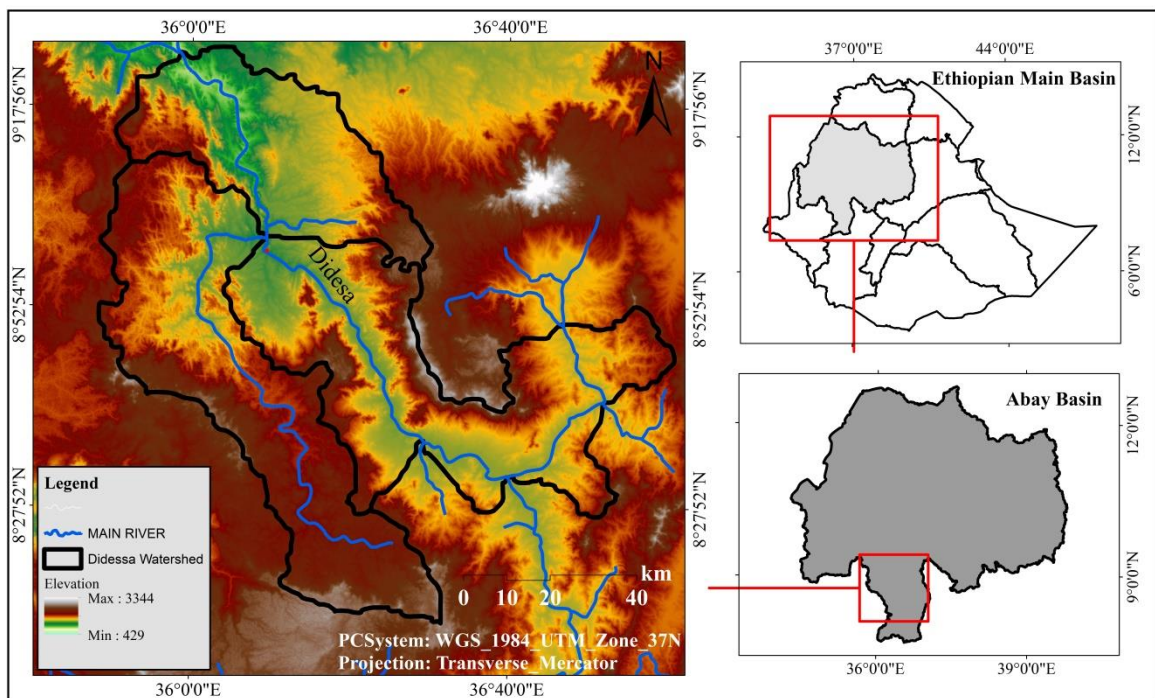 36°0'0"E
36°40'0"E
9°17'56"N
8°52'54"N
8°27'52"N
N
9°17'56"N
8°52'54"N
8°27'52"N
Didesa
Legend
MAIN RIVER
Didessa Watershed
Elevation
Max : 3344
Min : 429
km
0 10 20 40
PCSystem: WGS_1984_UTM_Zone_37N
Projection: Transverse_Mercator
36°0'0"E
36°40'0"E
37°0'0"E
44°0'0"E
Ethiopian Main Basin
12°0'0"N
6°0'0"N
Abay Basin
12°0'0"N
9°0'0"N
36°0'0"E
39°0'0"E